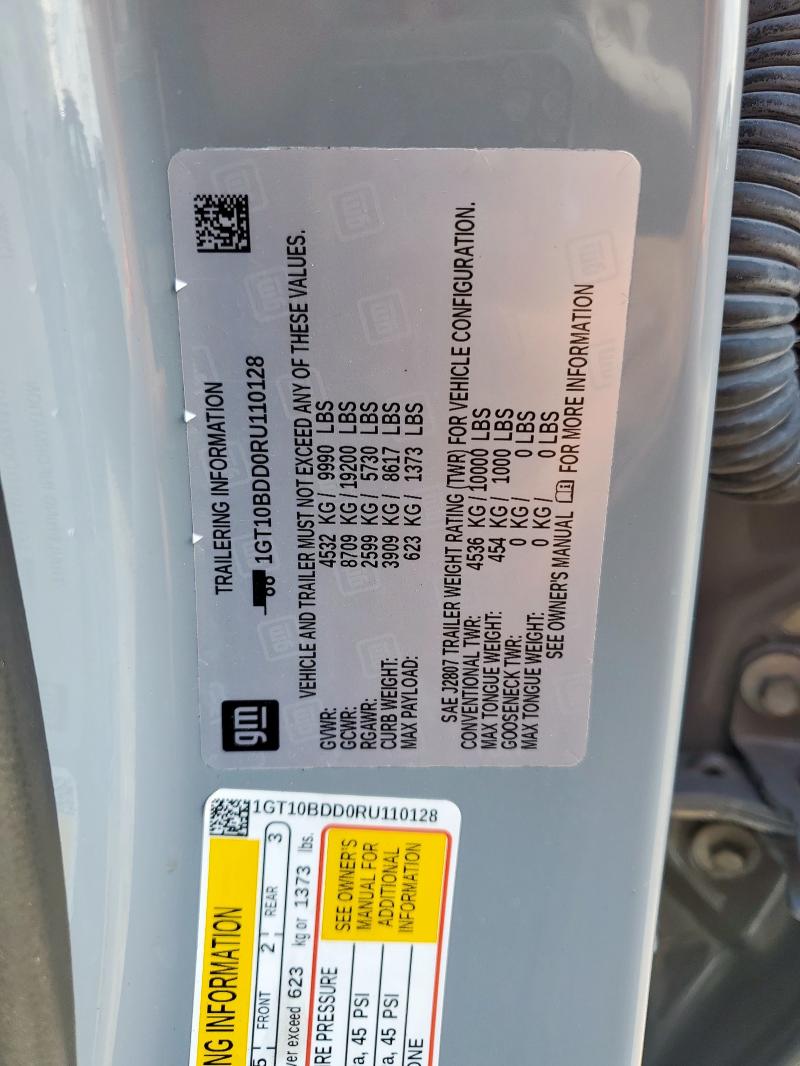 TRAILERING INFORMATION
gm
1GT10BDD0RU110128
VEHICLE AND TRAILER MUST NOT EXCEED ANY OF THESE VALUES.
GVWR: 4532 KG / 9990 LBS
GCWR: 8709 KG / 19200 LBS
RGAWR: 2599 KG / 5730 LBS
CURB WEIGHT: 3909 KG / 8617 LBS
MAX PAYLOAD: 623 KG / 1373 LBS
SAE J2807 TRAILER WEIGHT RATING (TWR) FOR VEHICLE CONFIGURATION.
CONVENTIONAL TWR: 4536 KG / 10000 LBS
MAX TONGUE WEIGHT: 454 KG / 1000 LBS
GOOSENECK TWR: 0 KG / 0 LBS
MAX TONGUE WEIGHT: 0 KG / 0 LBS
SEE OWNER'S MANUAL FOR MORE INFORMATION
1GT10BDD0RU110128
NG INFORMATION
5 FRONT 2 REAR 3
ver exceed 623 kg or 1373 lbs.
RE PRESSURE
a, 45 PSI
a, 45 PSI
ONE
SEE OWNER'S
MANUAL FOR
ADDITIONAL
INFORMATION